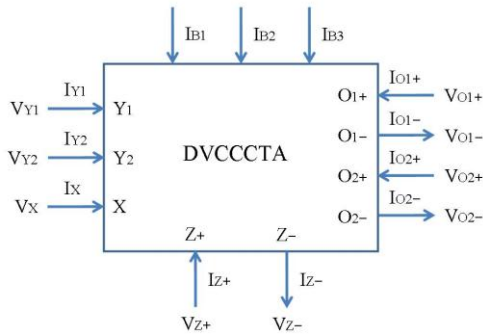 IB1 IB2 IB3
IY1 IO1+
VY1 Y1 O1+ VO1+
IY2 IO1−
VY2 Y2 DVCCCTA O1− VO1−
IX IO2+
VX X O2+ VO2+
IO2−
Z+ Z− O2− VO2−
IZ+ IZ−
VZ+ VZ−